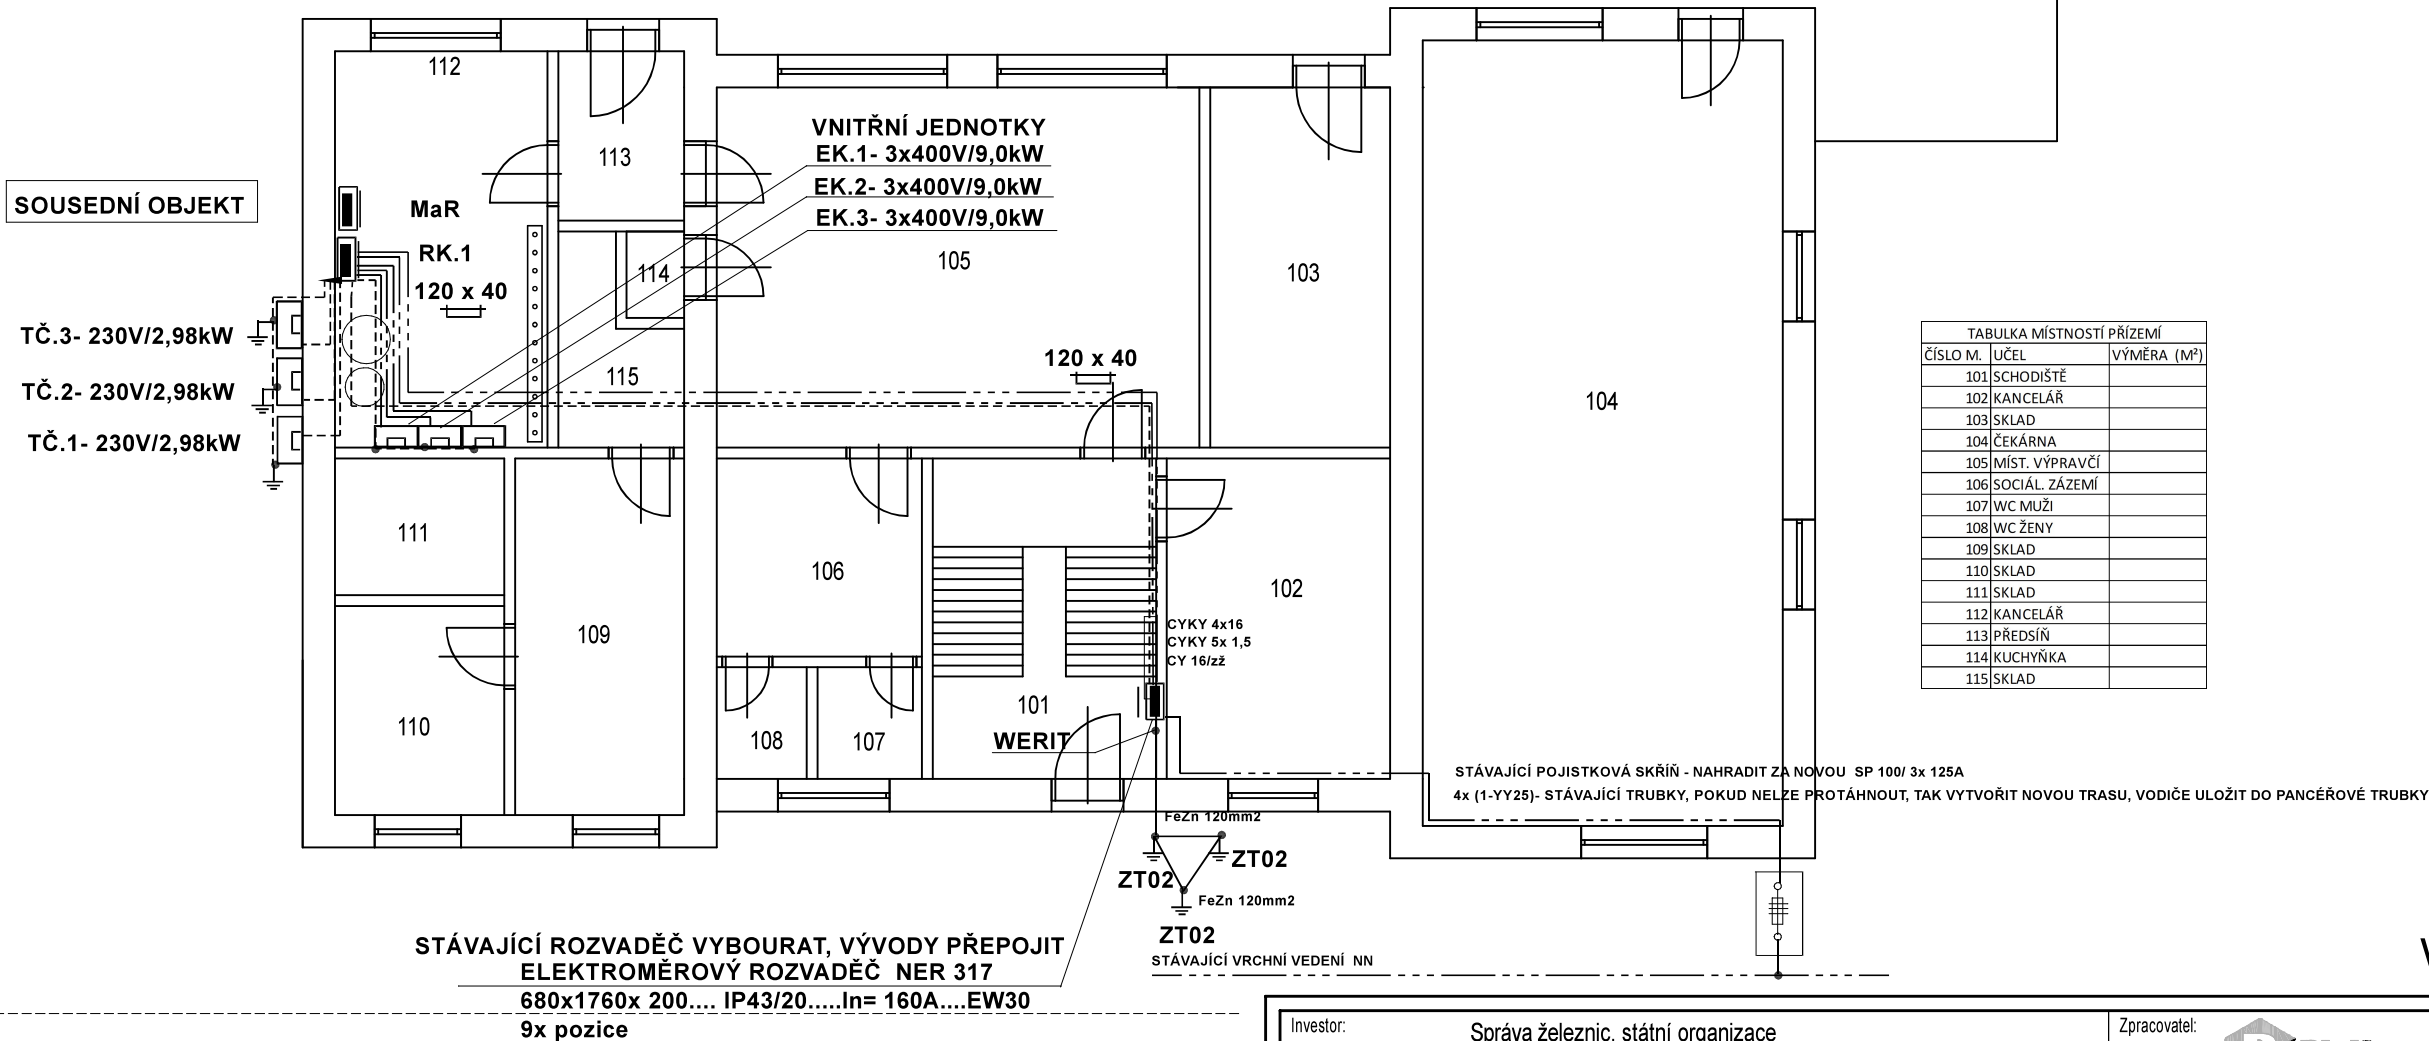 112
VNITŘNÍ JEDNOTKY
EK.1- 3x400V/9,0kW
EK.2- 3x400V/9,0kW
EK.3- 3x400V/9,0kW
113
SOUSEDNÍ OBJEKT
MaR
RK.1
120 x 40
114
105
103
TČ.3- 230V/2,98kW
TČ.2- 230V/2,98kW
TČ.1- 230V/2,98kW
115
120 x 40
104
TABULKA MÍSTNOSTÍ PŘÍZEMÍ
ČÍSLO M. UČEL VÝMĚRA (M²)
101 SCHODIŠTĚ
102 KANCELÁŘ
103 SKLAD
104 ČEKÁRNA
105 MÍST. VÝPRAVČÍ
106 SOCIÁL. ZÁZEMÍ
107 WC MUŽI
108 WC ŽENY
109 SKLAD
110 SKLAD
111 SKLAD
112 KANCELÁŘ
113 PŘEDSÍŇ
114 KUCHYŇKA
115 SKLAD
111
106
102
109
CYKY 4x16
CYKY 5x 1,5
CY 16/zž
110
108
107
101
WERIT
STÁVAJÍCÍ POJISTKOVÁ SKŘÍŇ - NAHRADIT ZA NOVOU SP 100/ 3x 125A
4x (1-YY25)- STÁVAJÍCÍ TRUBKY, POKUD NELZE PROTÁHNOUT, TAK VYTVOŘIT NOVOU TRASU, VODIČE ULOŽIT DO PANCÉŘOVÉ TRUBKY
FeZn 120mm2
ZT02
ZT02
FeZn 120mm2
ZT02
STÁVAJÍCÍ VRCHNÍ VEDENÍ NN
STÁVAJÍCÍ ROZVADĚČ VYBOURAT, VÝVODY PŘEPOJIT
ELEKTROMĚROVÝ ROZVADĚČ NER 317
680x1760x 200.... IP43/20.....In= 160A....EW30
9x pozice
Investor:
Správa železnic, státní organizace
Zpracovatel: